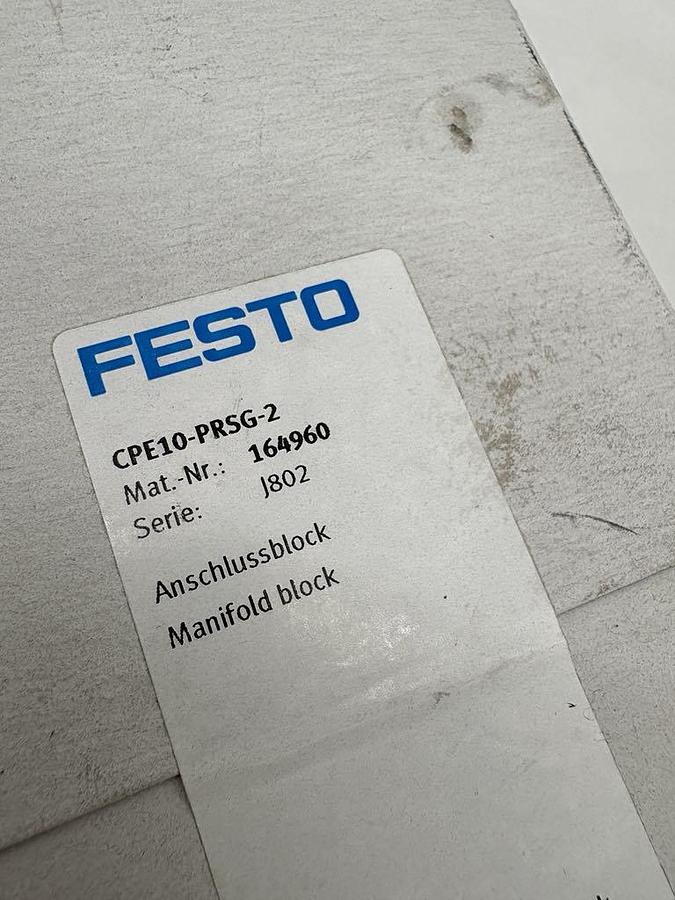 FESTO
CPE10-PRSG-2
Mat.-Nr.: 164960
Serie: J802
Anschlussblock
Manifold block